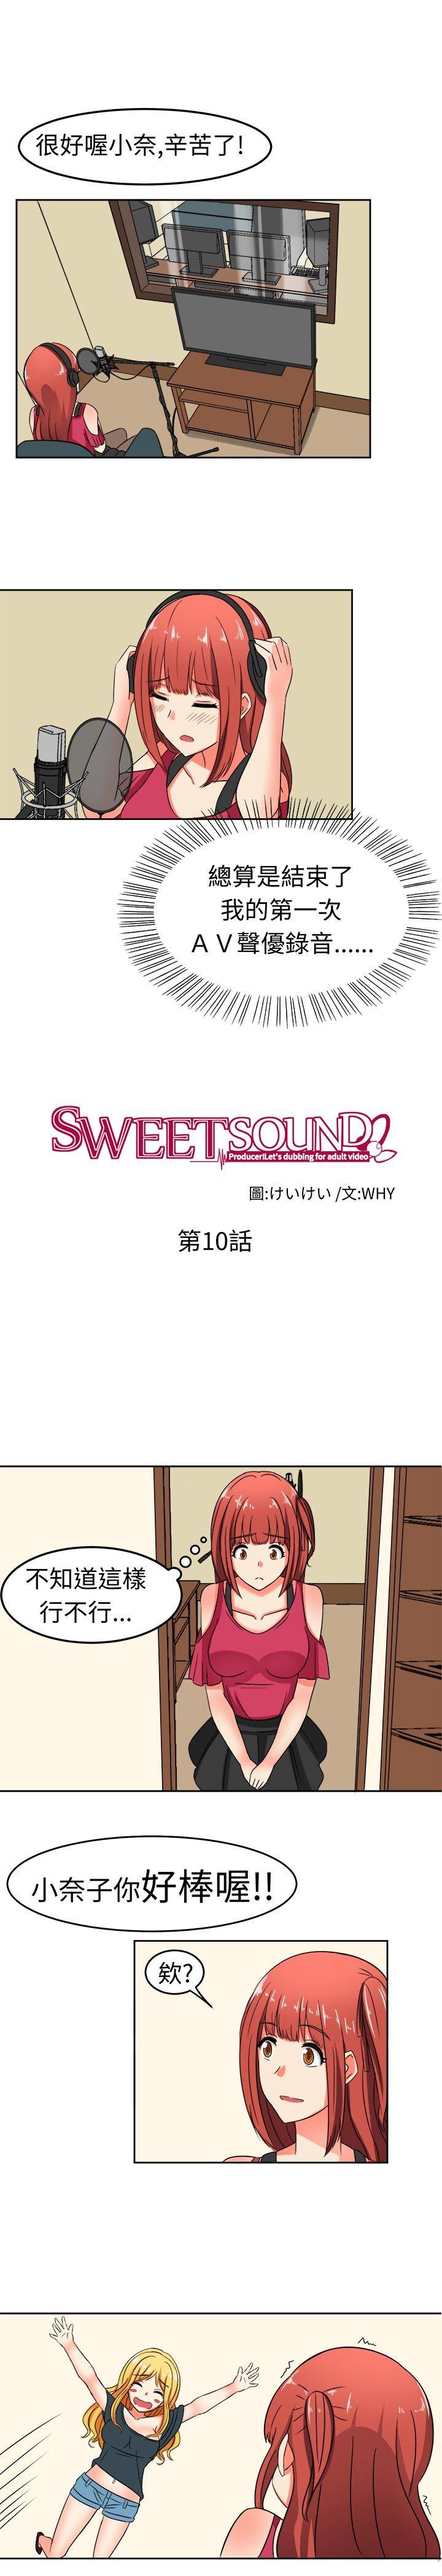 很好喔小奈,辛苦了!
總算是結束了
我的第一次
ＡＶ聲優錄音......
SWEETSOUND
Producer!Let's dubbing for adult video
圖:けいけい /文:WHY
第10話
不知道這樣
行不行...
小奈子你好棒喔!!
欸?